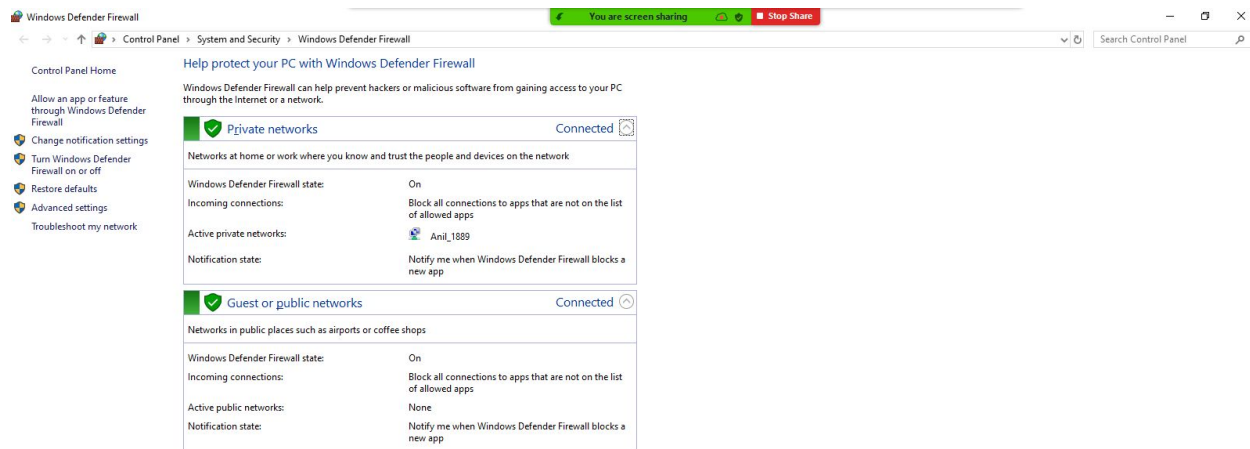 Windows Defender Firewall
You are screen sharing
Stop Share
Control Panel > System and Security > Windows Defender Firewall
Search Control Panel
Control Panel Home
Allow an app or feature
through Windows Defender
Firewall
Change notification settings
Turn Windows Defender
Firewall on or off
Restore defaults
Advanced settings
Troubleshoot my network
Help protect your PC with Windows Defender Firewall
Windows Defender Firewall can help prevent hackers or malicious software from gaining access to your PC
through the Internet or a network.
Private networks Connected
Networks at home or work where you know and trust the people and devices on the network
Windows Defender Firewall state: On
Incoming connections: Block all connections to apps that are not on the list
of allowed apps
Active private networks: Anil_1889
Notification state: Notify me when Windows Defender Firewall blocks a
new app
Guest or public networks Connected
Networks in public places such as airports or coffee shops
Windows Defender Firewall state: On
Incoming connections: Block all connections to apps that are not on the list
of allowed apps
Active public networks: None
Notification state: Notify me when Windows Defender Firewall blocks a
new app